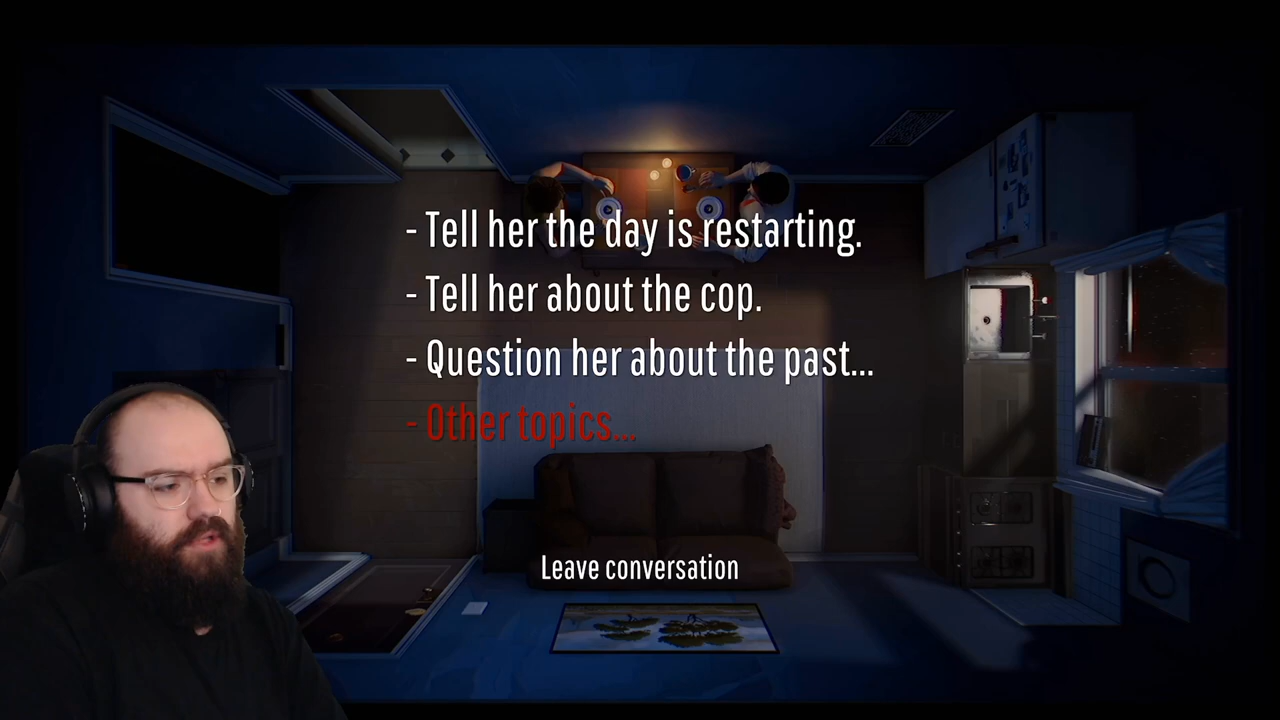 - Tell her the day is restarting.
- Tell her about the cop.
- Question her about the past...
- Other topics...
Leave conversation